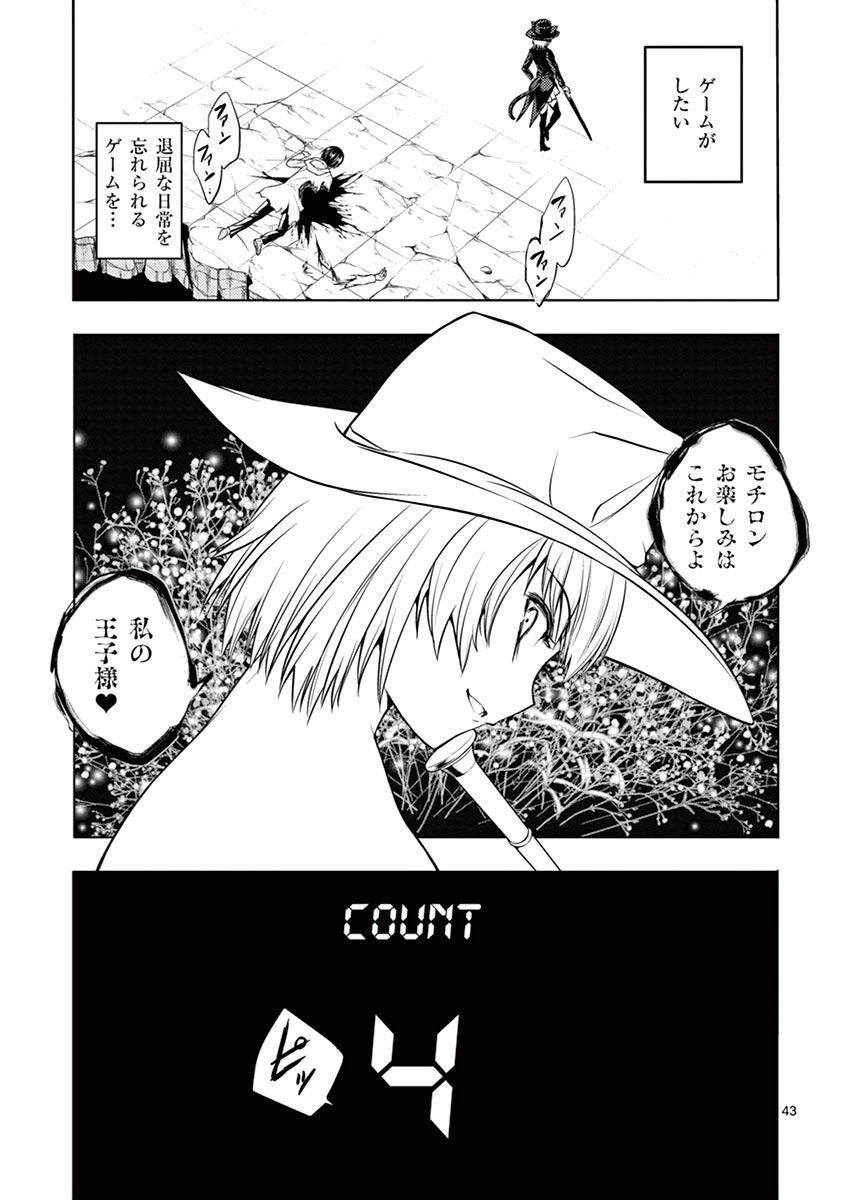 ゲームが
したい
ファン
ファン
ファン
ファン…
退屈な日常を
忘れられる
ゲームを…
モチロン
お楽しみは
これからよ
私の
王子様♥
COUNT
4
ピッ
43